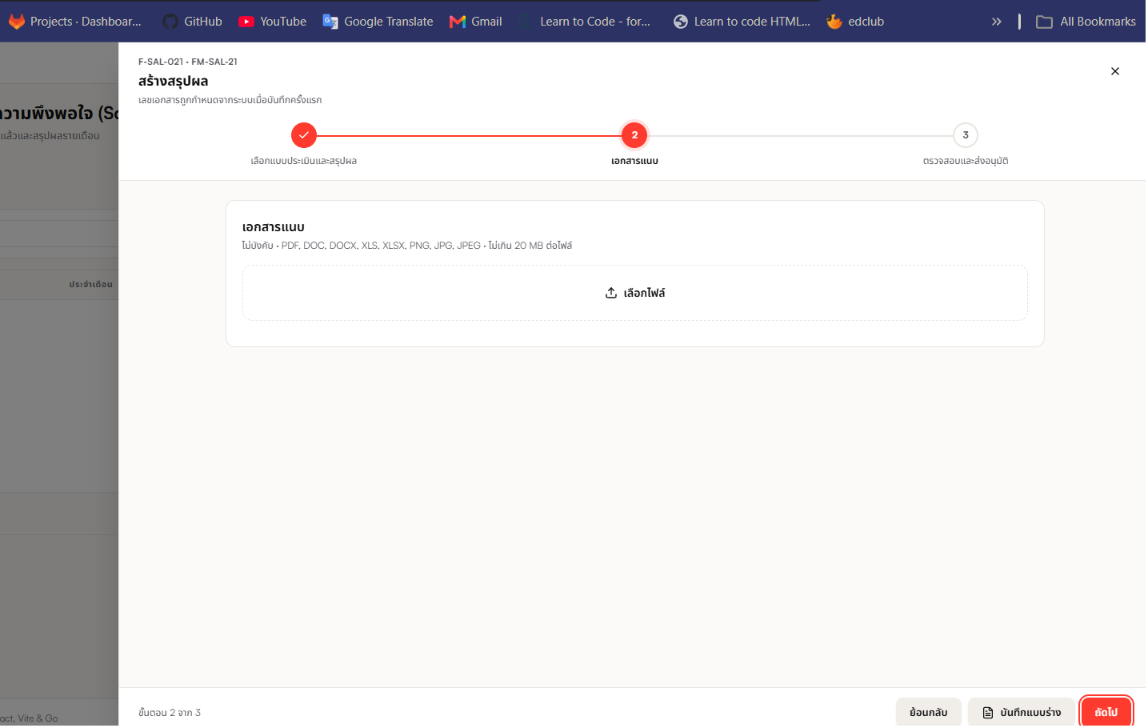 Projects · Dashboar... GitHub YouTube Google Translate Gmail Learn to Code - for... Learn to code HTML... edclub » All Bookmarks
F-SAL-021 • FM-SAL-21
สร้างสรุปผล
เลขเอกสารถูกกำหนดจากระบบเมื่อบันทึกครั้งแรก
วามพึงพอใจ (Sc
แล้วและสรุปผลรายเดือน
2 3
เลือกแบบประเมินและสรุปผล เอกสารแนบ ตรวจสอบและส่งอนุมัติ
เอกสารแนบ
ไม่บังคับ • PDF, DOC, DOCX, XLS, XLSX, PNG, JPG, JPEG • ไม่เกิน 20 MB ต่อไฟล์
ประจำเดือน
เลือกไฟล์
ขั้นตอน 2 จาก 3 ย้อนกลับ บันทึกแบบร่าง ถัดไป
act, Vite & Go